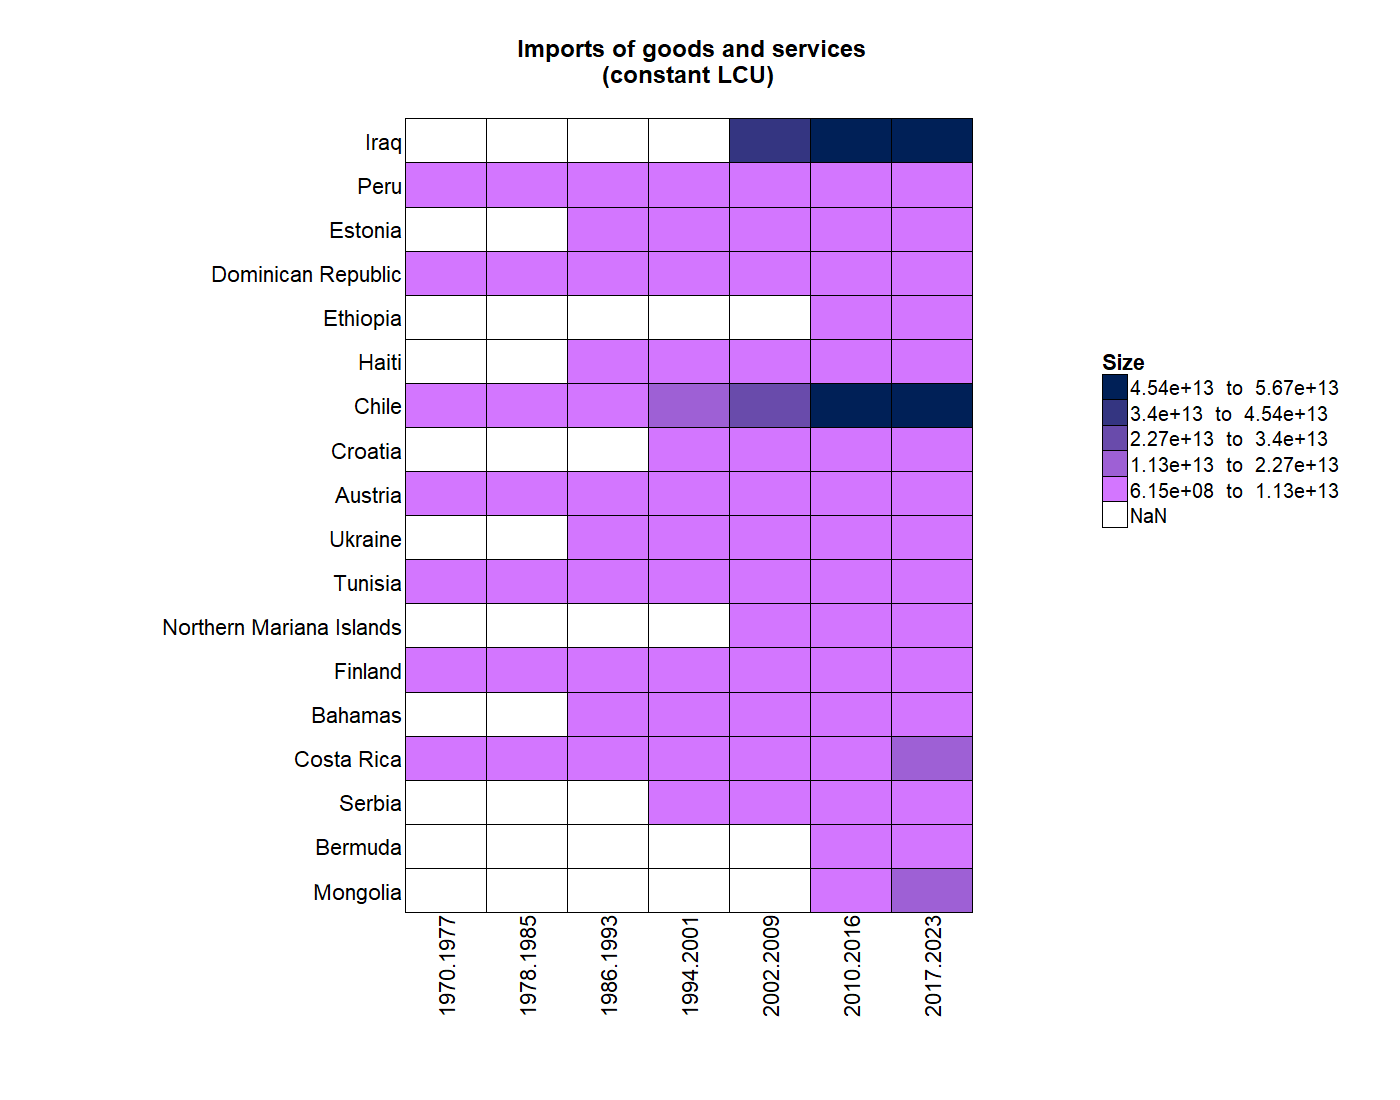 Imports of goods and services
(constant LCU)
Iraq
Peru
Estonia
Dominican Republic
Ethiopia
Haiti
Chile
Croatia
Austria
Ukraine
Tunisia
Northern Mariana Islands
Finland
Bahamas
Costa Rica
Serbia
Bermuda
Mongolia
1970.1977
1978.1985
1986.1993
1994.2001
2002.2009
2010.2016
2017.2023
Size
4.54e+13 to 5.67e+13
3.4e+13 to 4.54e+13
2.27e+13 to 3.4e+13
1.13e+13 to 2.27e+13
6.15e+08 to 1.13e+13
NaN